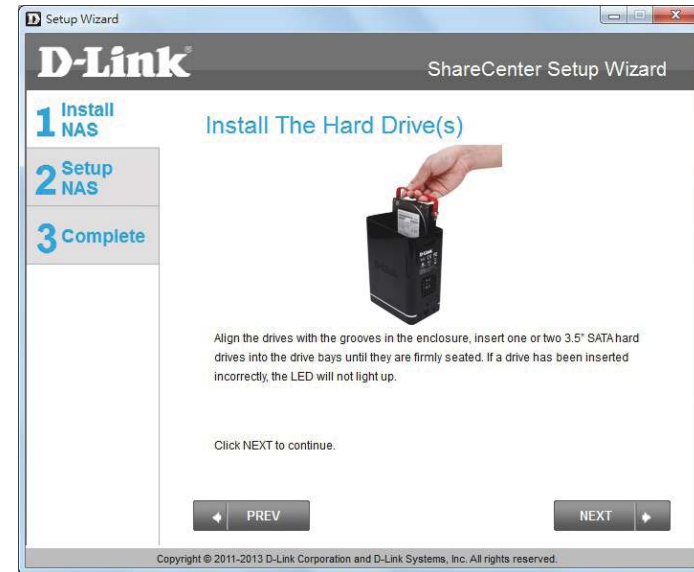 Setup Wizard
D-Link®
ShareCenter Setup Wizard
1 Install
NAS
2 Setup
NAS
3 Complete
Install The Hard Drive(s)
D-Link
Align the drives with the grooves in the enclosure, insert one or two 3.5" SATA hard
drives into the drive bays until they are firmly seated. If a drive has been inserted
incorrectly, the LED will not light up.
Click NEXT to continue.
PREV
NEXT
Copyright © 2011-2013 D-Link Corporation and D-Link Systems, Inc. All rights reserved.